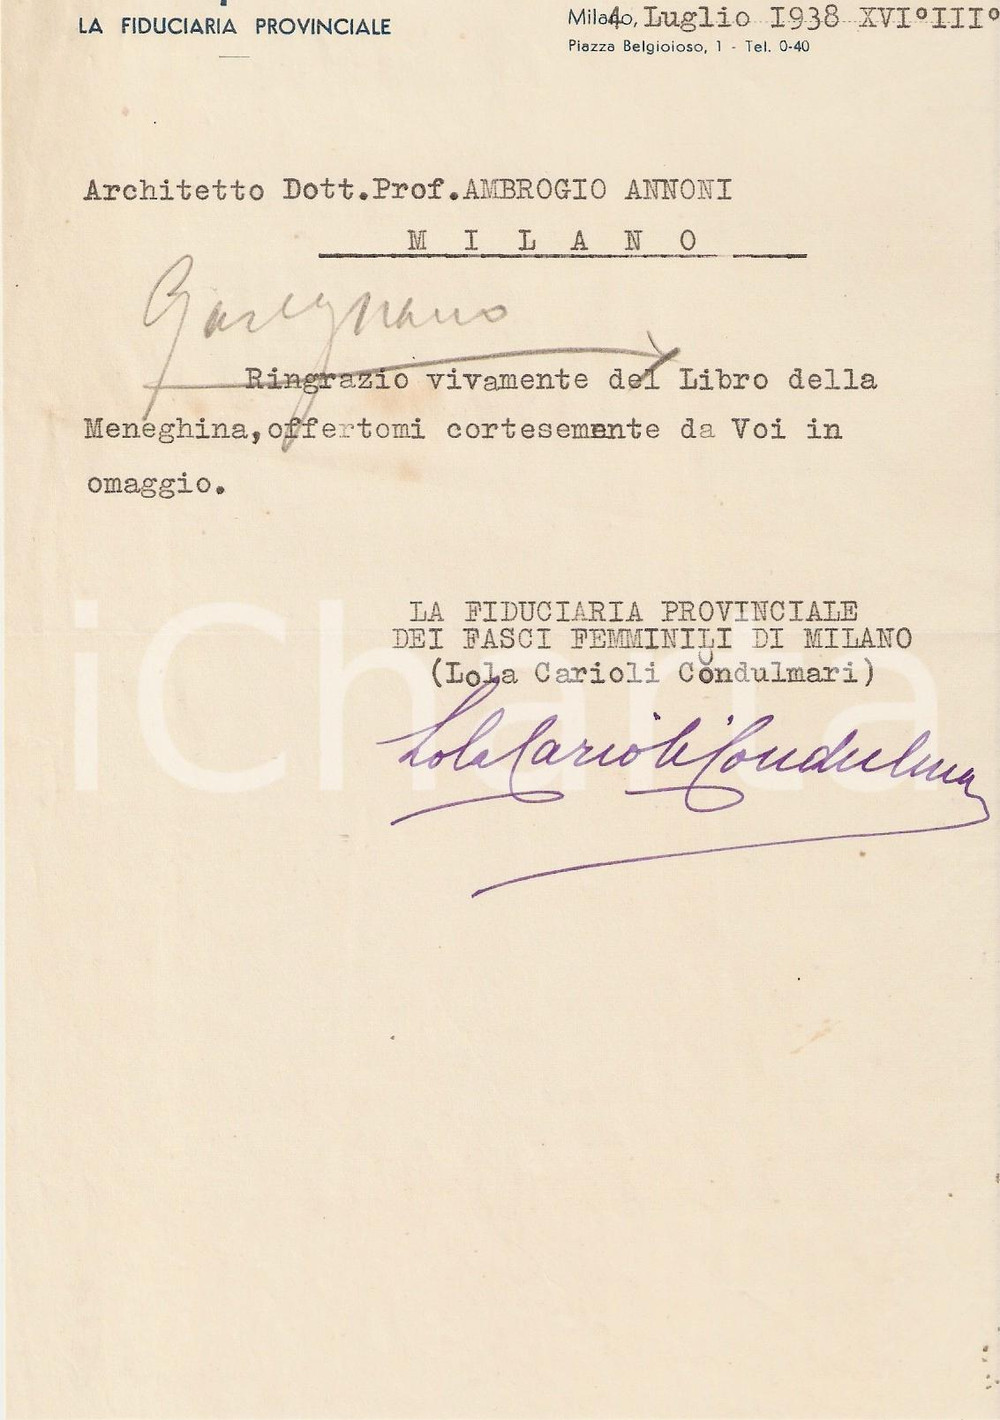 LA FIDUCIARIA PROVINCIALE
Milano, 4 Luglio 1938 XVI°III°
Piazza Belgioioso, 1 - Tel. 0-40
Architetto Dott.Prof.AMBROGIO ANNONI
M I L A N O
Garegnano
Ringrazio vivamente del Libro della
Meneghina,offertomi cortesemente da Voi in
omaggio.
LA FIDUCIARIA PROVINCIALE
DEI FASCI FEMMINILI DI MILANO
(Lola Carioli Condulmari)
Lola Carioli Condulmari
iCharta